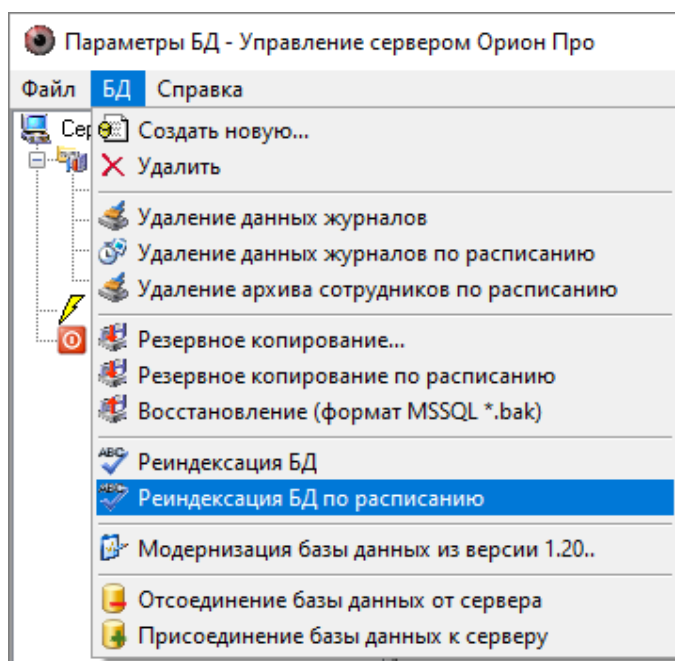 Параметры БД - Управление сервером Орион Про
Файл БД Справка
Создать новую...
Удалить
Удаление данных журналов
Удаление данных журналов по расписанию
Удаление архива сотрудников по расписанию
Резервное копирование...
Резервное копирование по расписанию
Восстановление (формат MSSQL *.bak)
Реиндексация БД
Реиндексация БД по расписанию
Модернизация базы данных из версии 1.20..
Отсоединение базы данных от сервера
Присоединение базы данных к серверу